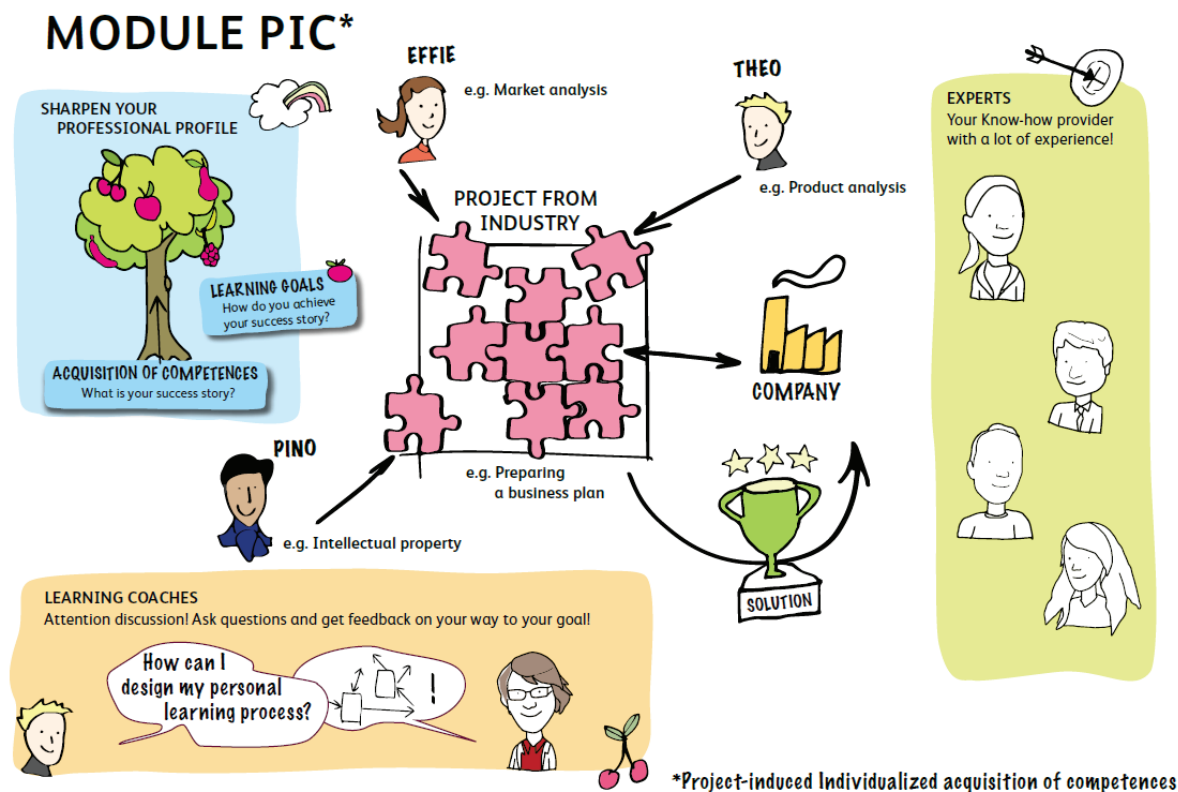 MODULE PIC*
SHARPEN YOUR
PROFESSIONAL PROFILE
LEARNING GOALS
How do you achieve
your success story?
ACQUISITION OF COMPETENCES
What is your success story?
EFFIE
e.g. Market analysis
THEO
e.g. Product analysis
PROJECT FROM
INDUSTRY
COMPANY
PINO
e.g. Intellectual property
e.g. Preparing
a business plan
SOLUTION
EXPERTS
Your Know-how provider
with a lot of experience!
LEARNING COACHES
Attention discussion! Ask questions and get feedback on your way to your goal!
How can I
design my personal
learning process?
!
*Project-induced Individualized acquisition of competences